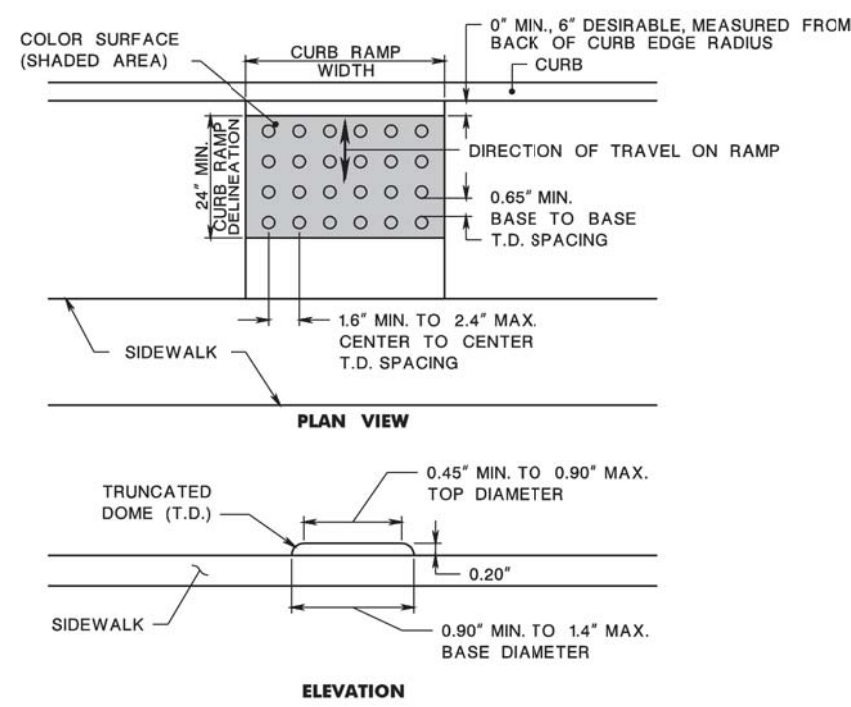 COLOR SURFACE
(SHADED AREA)
CURB RAMP
WIDTH
0" MIN., 6" DESIRABLE, MEASURED FROM
BACK OF CURB EDGE RADIUS
CURB
24" MIN.
CURB RAMP
DELINEATION
DIRECTION OF TRAVEL ON RAMP
0.65" MIN.
BASE TO BASE
T.D. SPACING
1.6" MIN. TO 2.4" MAX.
CENTER TO CENTER
T.D. SPACING
SIDEWALK
PLAN VIEW
0.45" MIN. TO 0.90" MAX.
TOP DIAMETER
TRUNCATED
DOME (T.D.)
0.20"
SIDEWALK
0.90" MIN. TO 1.4" MAX.
BASE DIAMETER
ELEVATION